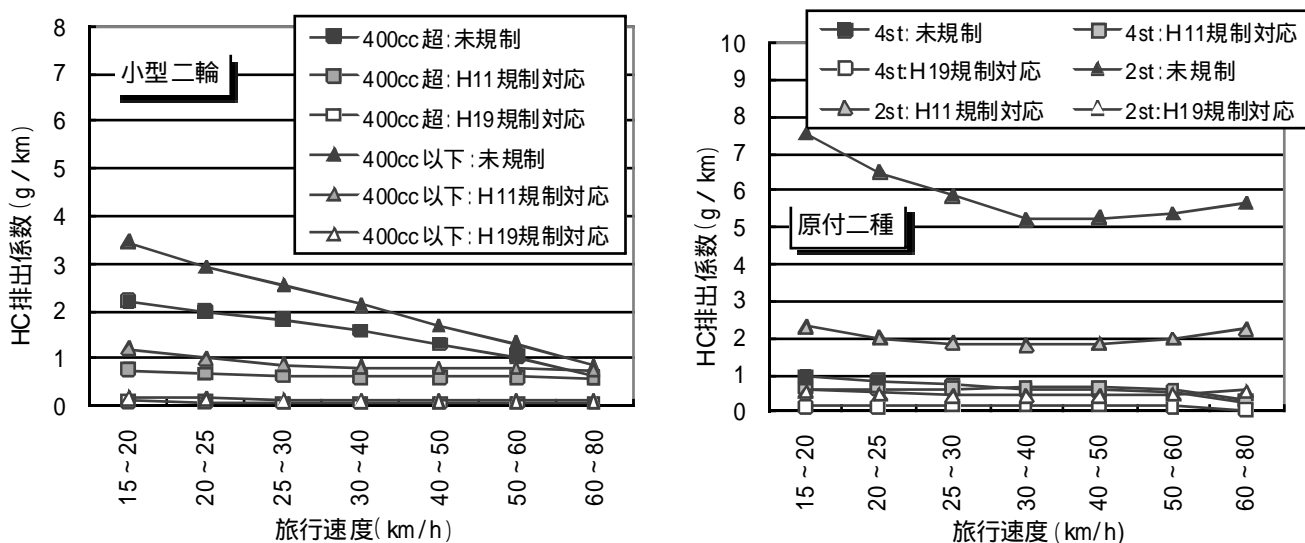 8
7
6
5
4
3
2
1
0
HC排出係数(g/km)
小型二輪
400cc超:未規制
400cc超:H11規制対応
400cc超:H19規制対応
400cc以下:未規制
400cc以下:H11規制対応
400cc以下:H19規制対応
15~20
20~25
25~30
30~40
40~50
50~60
60~80
旅行速度(km/h)
10
9
8
7
6
5
4
3
2
1
0
HC排出係数(g/km)
4st:未規制 4st:H11規制対応
4st:H19規制対応 2st:未規制
2st:H11規制対応 2st:H19規制対応
原付二種
15~20
20~25
25~30
30~40
40~50
50~60
60~80
旅行速度(km/h)